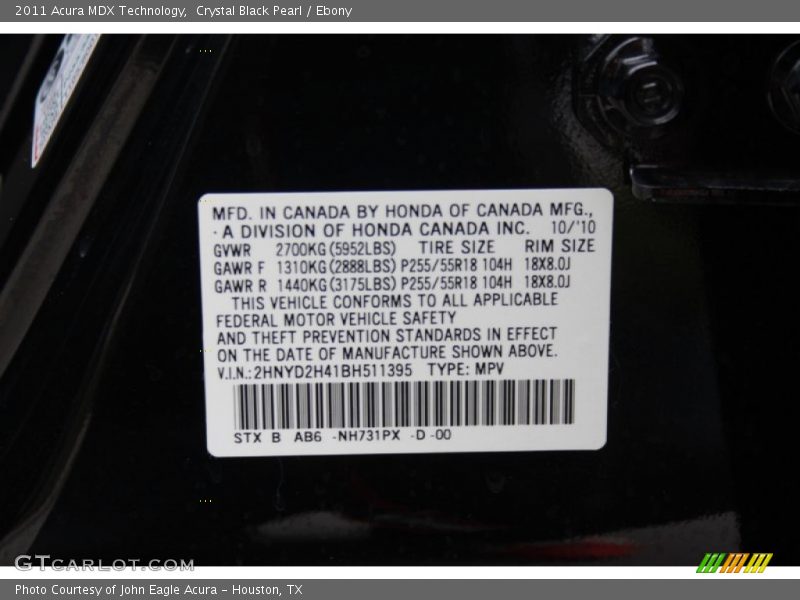 2011 Acura MDX Technology,  Crystal Black Pearl / Ebony
MFD. IN CANADA BY HONDA OF CANADA MFG.,
A DIVISION OF HONDA CANADA INC.   10/'10
GVWR   2700KG(5952LBS)   TIRE SIZE   RIM SIZE
GAWR F  1310KG(2888LBS) P255/55R18 104H  18X8.0J
GAWR R  1440KG(3175LBS) P255/55R18 104H  18X8.0J
THIS VEHICLE CONFORMS TO ALL APPLICABLE
FEDERAL MOTOR VEHICLE SAFETY
AND THEFT PREVENTION STANDARDS IN EFFECT
ON THE DATE OF MANUFACTURE SHOWN ABOVE.
V.I.N.:2HNYD2H41BH511395   TYPE: MPV
STX  B   AB6  -NH731PX  -D -00
GTCARLOT.COM
Photo Courtesy of John Eagle Acura - Houston, TX